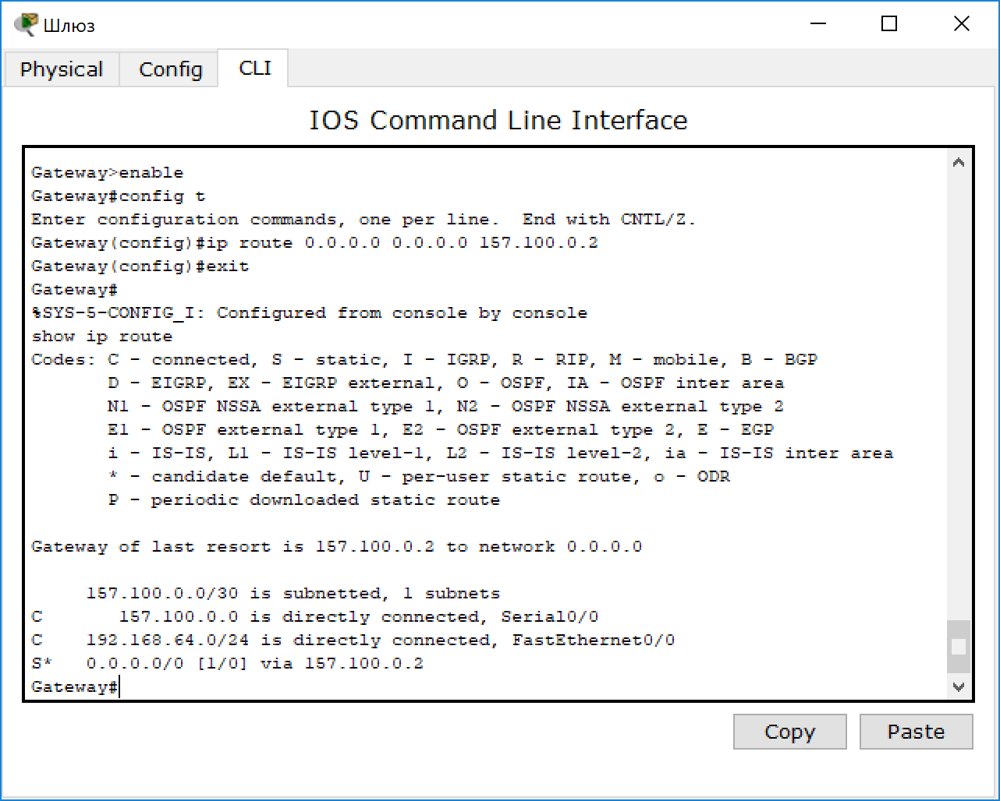 Шлюз
Physical Config CLI
IOS Command Line Interface
Gateway>enable
Gateway#config t
Enter configuration commands, one per line.  End with CNTL/Z.
Gateway(config)#ip route 0.0.0.0 0.0.0.0 157.100.0.2
Gateway(config)#exit
Gateway#
%SYS-5-CONFIG_I: Configured from console by console
show ip route
Codes: C - connected, S - static, I - IGRP, R - RIP, M - mobile, B - BGP
       D - EIGRP, EX - EIGRP external, O - OSPF, IA - OSPF inter area
       N1 - OSPF NSSA external type 1, N2 - OSPF NSSA external type 2
       E1 - OSPF external type 1, E2 - OSPF external type 2, E - EGP
       i - IS-IS, L1 - IS-IS level-1, L2 - IS-IS level-2, ia - IS-IS inter area
       * - candidate default, U - per-user static route, o - ODR
       P - periodic downloaded static route
Gateway of last resort is 157.100.0.2 to network 0.0.0.0
     157.100.0.0/30 is subnetted, 1 subnets
C       157.100.0.0 is directly connected, Serial0/0
C    192.168.64.0/24 is directly connected, FastEthernet0/0
S*   0.0.0.0/0 [1/0] via 157.100.0.2
Gateway#
Copy Paste